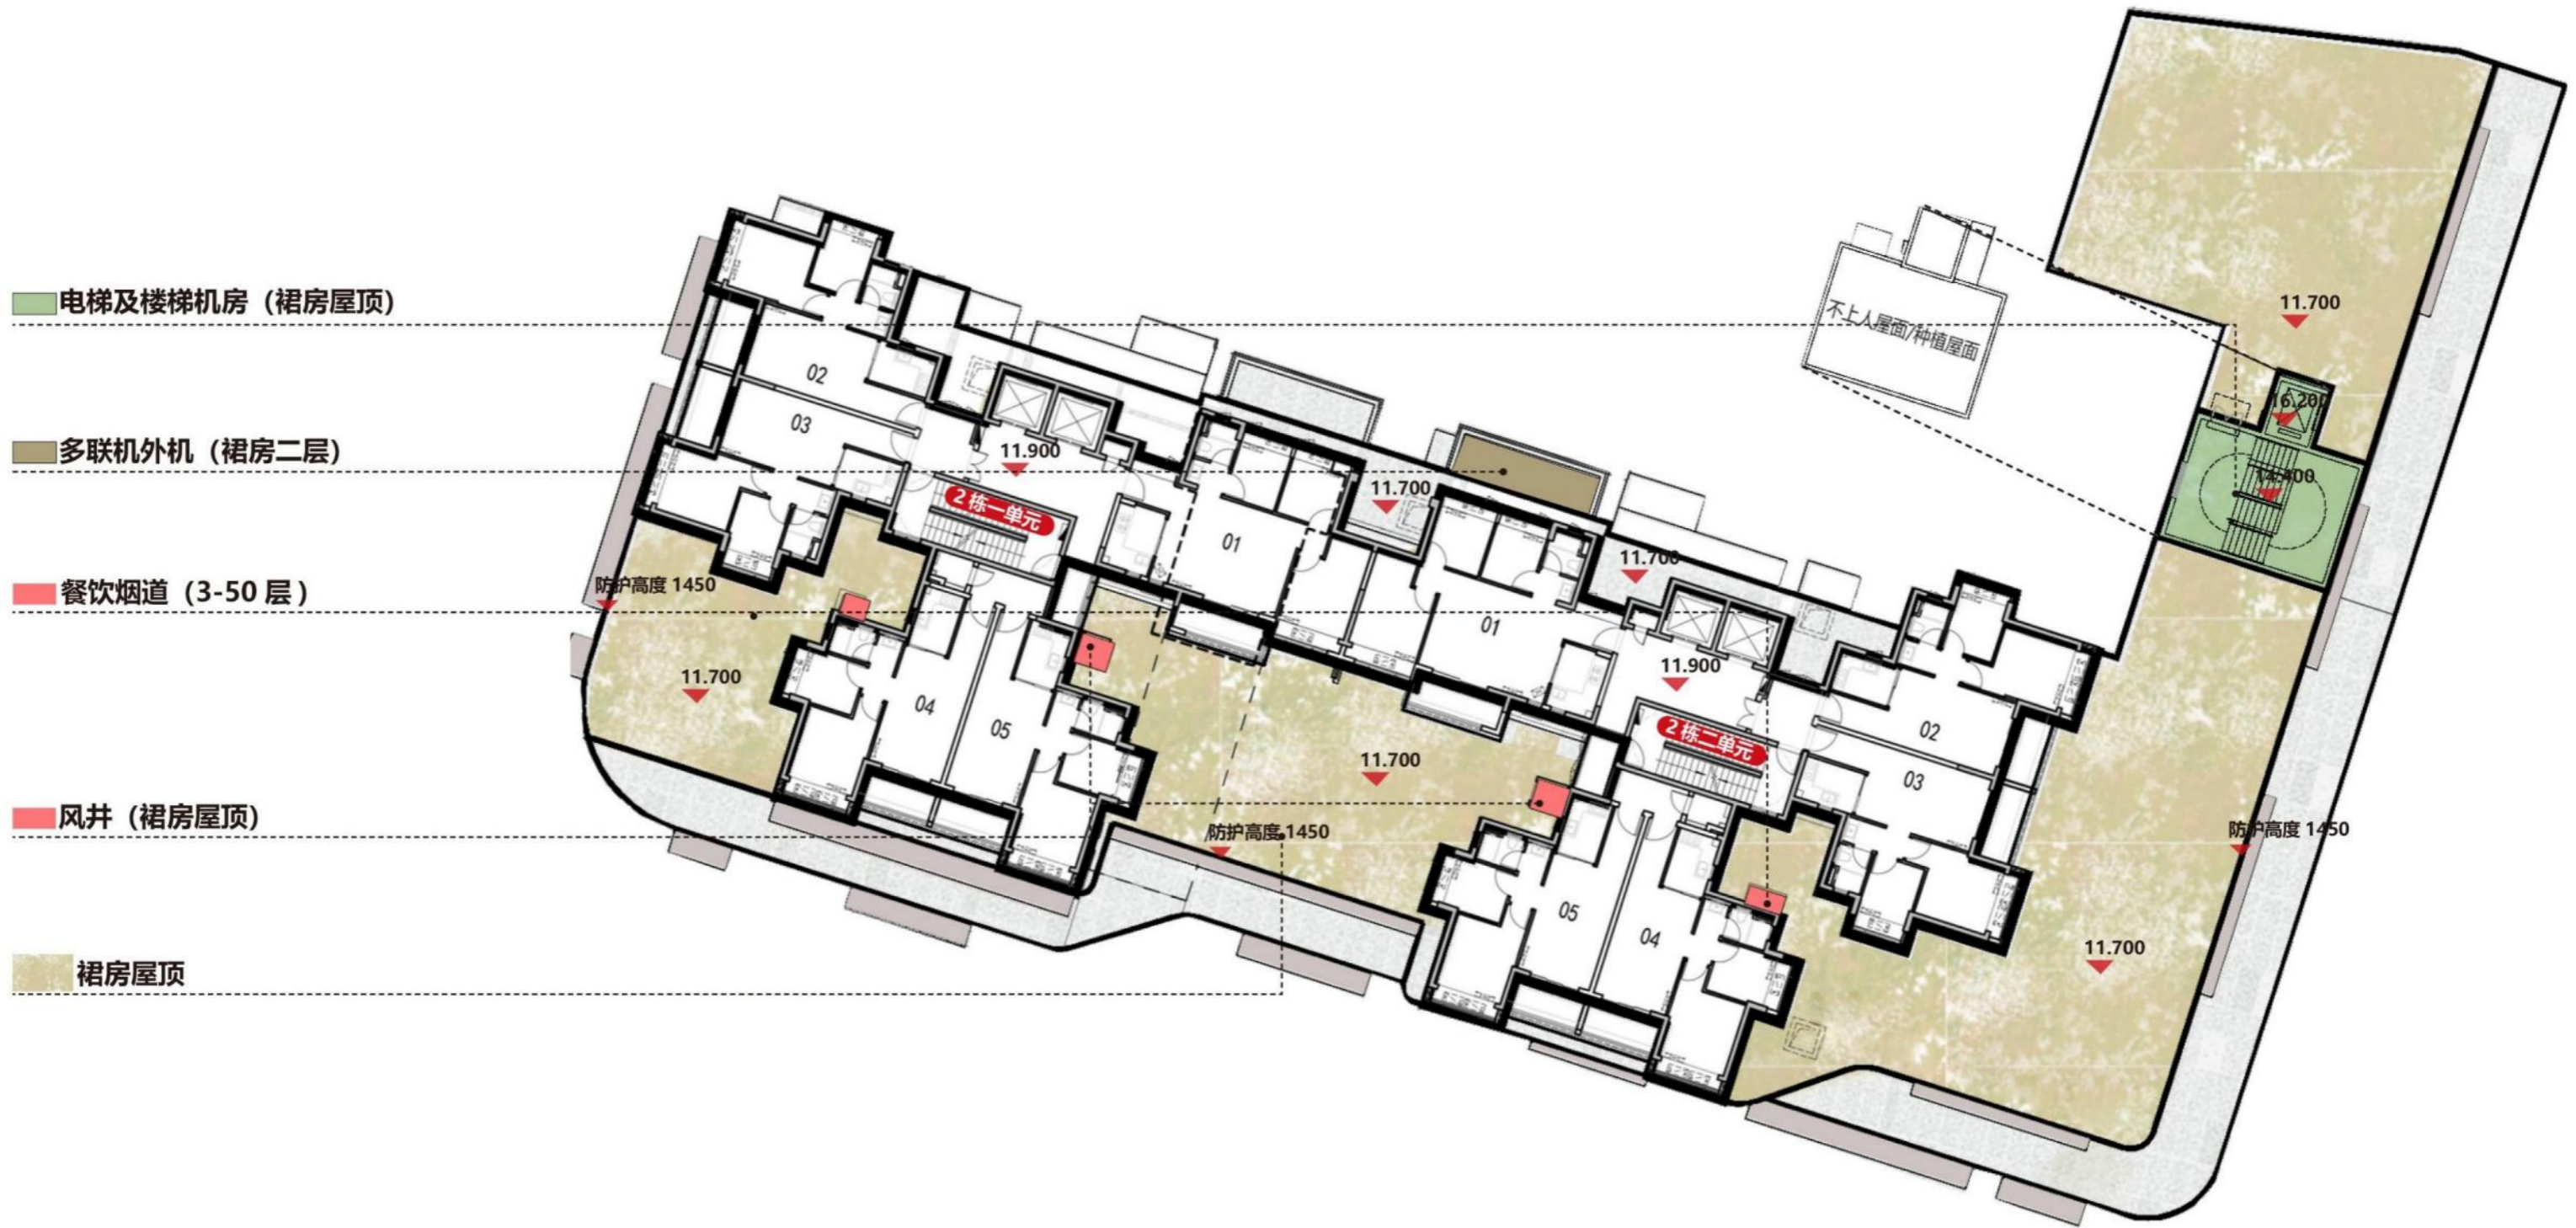 电梯及楼梯机房（裙房屋顶）
多联机外机（裙房二层）
餐饮烟道（3-50 层 ）
风井（裙房屋顶）
裙房屋顶
不上人屋面/种植屋面
11.700
16.200
14.400
02
03
11.900
2 栋一单元
01
11.700
11.700
01
11.900
2 栋二单元
02
03
防护高度 1450
11.700
04
05
11.700
防护高度 1450
05
04
防护高度 1450
11.700